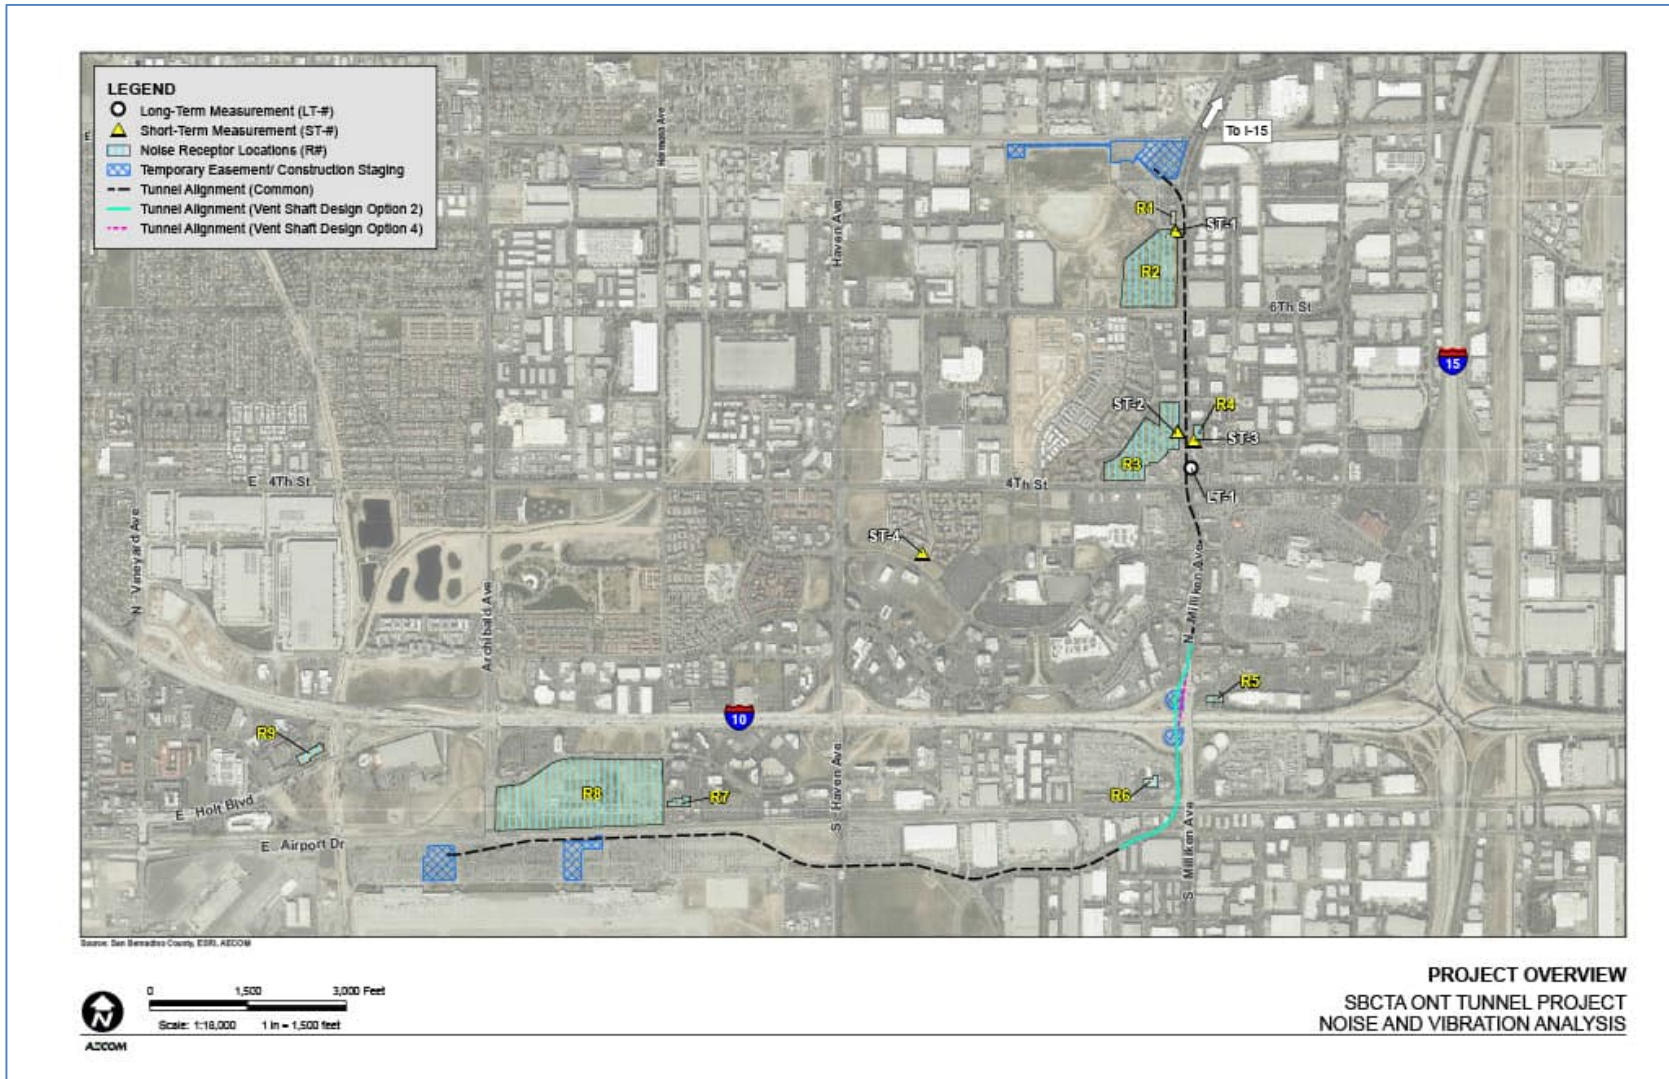 LEGEND
Long-Term Measurement (LT-#)
Short-Term Measurement (ST-#)
Noise Receptor Locations (R#)
Temporary Easement/ Construction Staging
Tunnel Alignment (Common)
Tunnel Alignment (Vent Shaft Design Option 2)
Tunnel Alignment (Vent Shaft Design Option 4)
E
Hermosa Ave
To I-15
Haven Ave
R1
ST-1
R2
6Th St
15
ST-2
R4
ST-3
R3
E 4Th St
4Th St
LT-1
N Vineyard Ave
ST-4
Archibald Ave
N Milliken Ave
R5
10
R9
R8
R7
S Haven Ave
R6
E Holt Blvd
E Airport Dr
S Milliken Ave
Source: San Bernardino County, ESRI, AECOM
N
0 1,500 3,000 Feet
Scale: 1:18,000 1 in = 1,500 feet
AECOM
PROJECT OVERVIEW
SBCTA ONT TUNNEL PROJECT
NOISE AND VIBRATION ANALYSIS